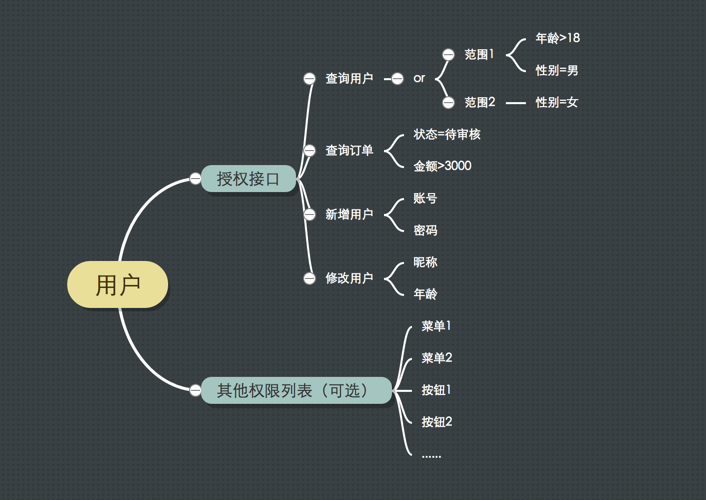 用户
授权接口
查询用户
or
范围1
年龄>18
性别=男
范围2
性别=女
查询订单
状态=待审核
金额>3000
新增用户
账号
密码
修改用户
昵称
年龄
其他权限列表（可选）
菜单1
菜单2
按钮1
按钮2
......